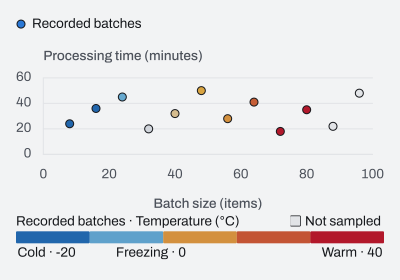 Recorded batches
Processing time (minutes)
60
40
20
0
0 20 40 60 80 100
Batch size (items)
Recorded batches · Temperature (°C) Not sampled
Cold · -20 Freezing · 0 Warm · 40